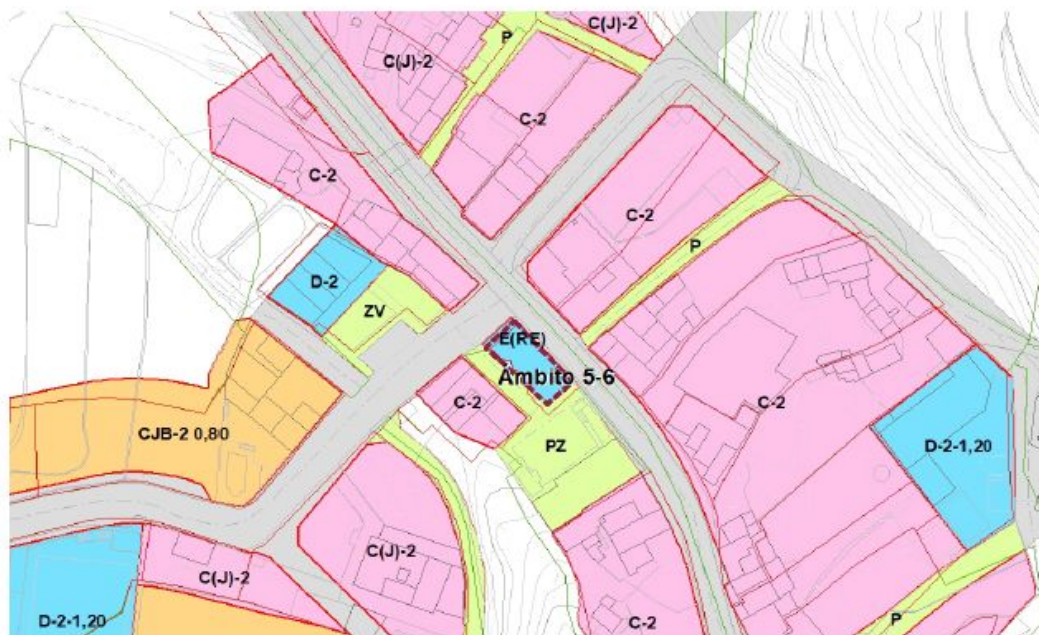 C(J)-2
P
C(J)-2
C-2
C-2
C-2
P
D-2
ZV
E(RE)
Ámbito 5-6
C-2
C-2
CJB-2 0,80
PZ
D-2-1,20
C(J)-2
C(J)-2
D-2-1,20
C-2
P